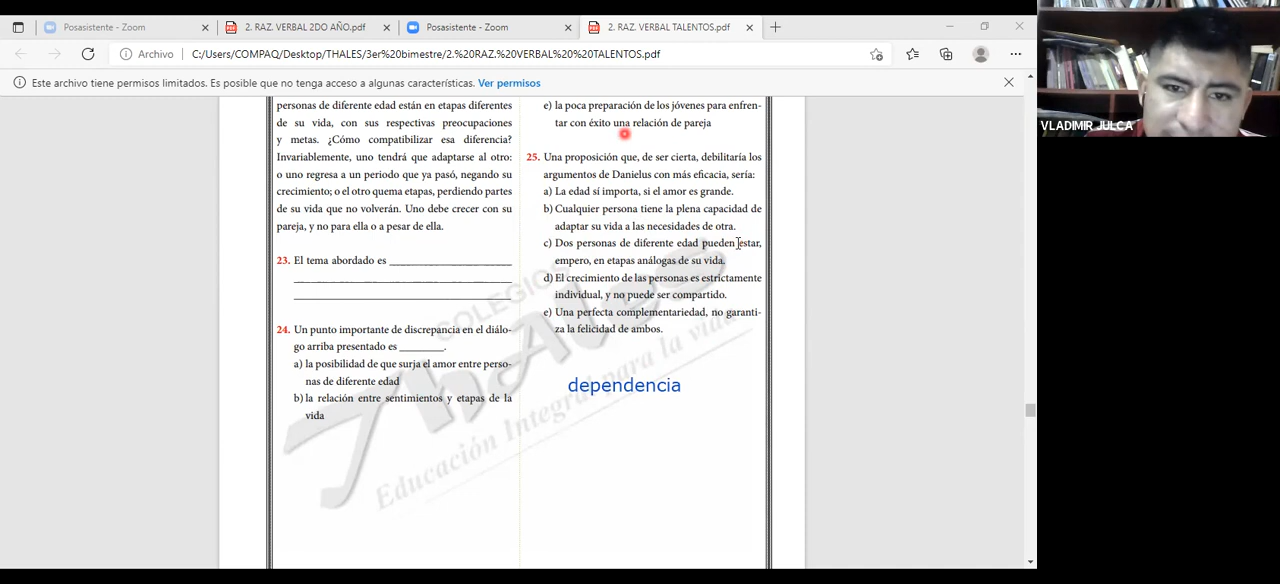 Posasistente - Zoom
2. RAZ. VERBAL 2DO AÑO.pdf
Posasistente - Zoom
2. RAZ. VERBAL TALENTOS.pdf
Archivo
C:/Users/COMPAQ/Desktop/THALES/3er%20bimestre/2.%20RAZ.%20VERBAL%20%20TALENTOS.pdf
Este archivo tiene permisos limitados. Es posible que no tenga acceso a algunas características. Ver permisos
personas de diferente edad están en etapas diferentes
de su vida, con sus respectivas preocupaciones
y metas. ¿Cómo compatibilizar esa diferencia?
Invariablemente, uno tendrá que adaptarse al otro:
o uno regresa a un periodo que ya pasó, negando su
crecimiento; o el otro quema etapas, perdiendo partes
de su vida que no volverán. Uno debe crecer con su
pareja, y no para ella o a pesar de ella.
23. El tema abordado es ______________________
______________________
______________________
24. Un punto importante de discrepancia en el diálo-
go arriba presentado es ________.
a) la posibilidad de que surja el amor entre perso-
nas de diferente edad
b) la relación entre sentimientos y etapas de la
vida
e) la poca preparación de los jóvenes para enfren-
tar con éxito una relación de pareja
25. Una proposición que, de ser cierta, debilitaría los
argumentos de Danielus con más eficacia, sería:
a) La edad sí importa, si el amor es grande.
b) Cualquier persona tiene la plena capacidad de
adaptar su vida a las necesidades de otra.
c) Dos personas de diferente edad pueden estar,
empero, en etapas análogas de su vida.
d) El crecimiento de las personas es estrictamente
individual, y no puede ser compartido.
e) Una perfecta complementariedad, no garanti-
za la felicidad de ambos.
dependencia
COLEGIOS
Thales
Educación Integral para la vida
VLADIMIR JULCA